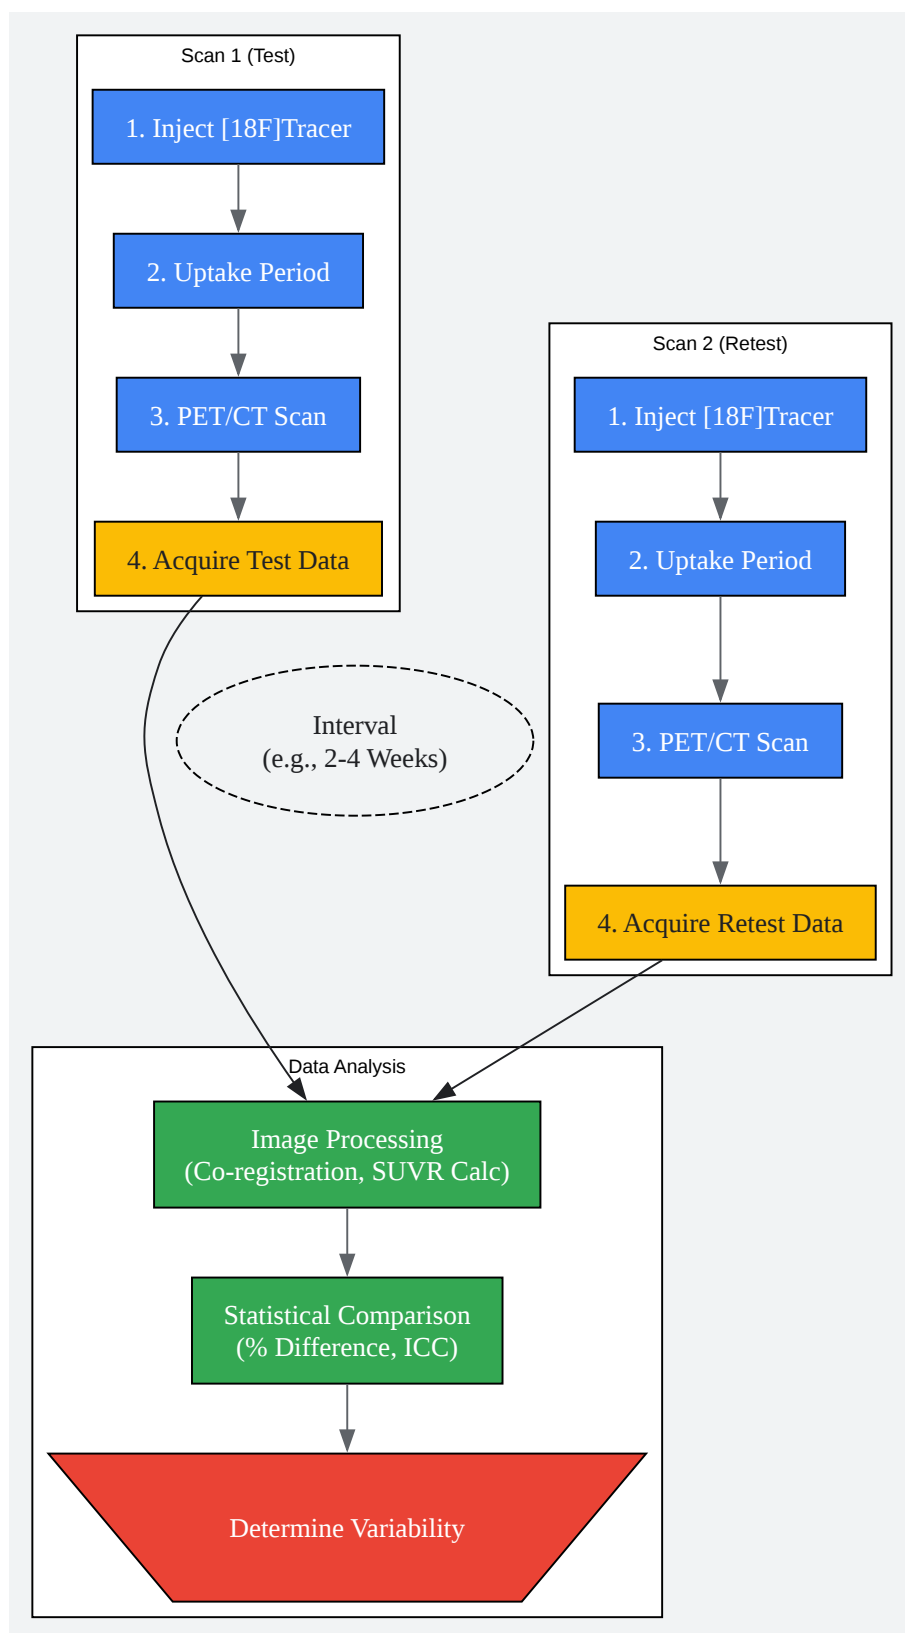 Scan 1 (Test)
1. Inject [18F]Tracer
2. Uptake Period
3. PET/CT Scan
4. Acquire Test Data
Scan 2 (Retest)
1. Inject [18F]Tracer
2. Uptake Period
3. PET/CT Scan
4. Acquire Retest Data
Interval
(e.g., 2-4 Weeks)
Data Analysis
Image Processing
(Co-registration, SUVR Calc)
Statistical Comparison
(% Difference, ICC)
Determine Variability